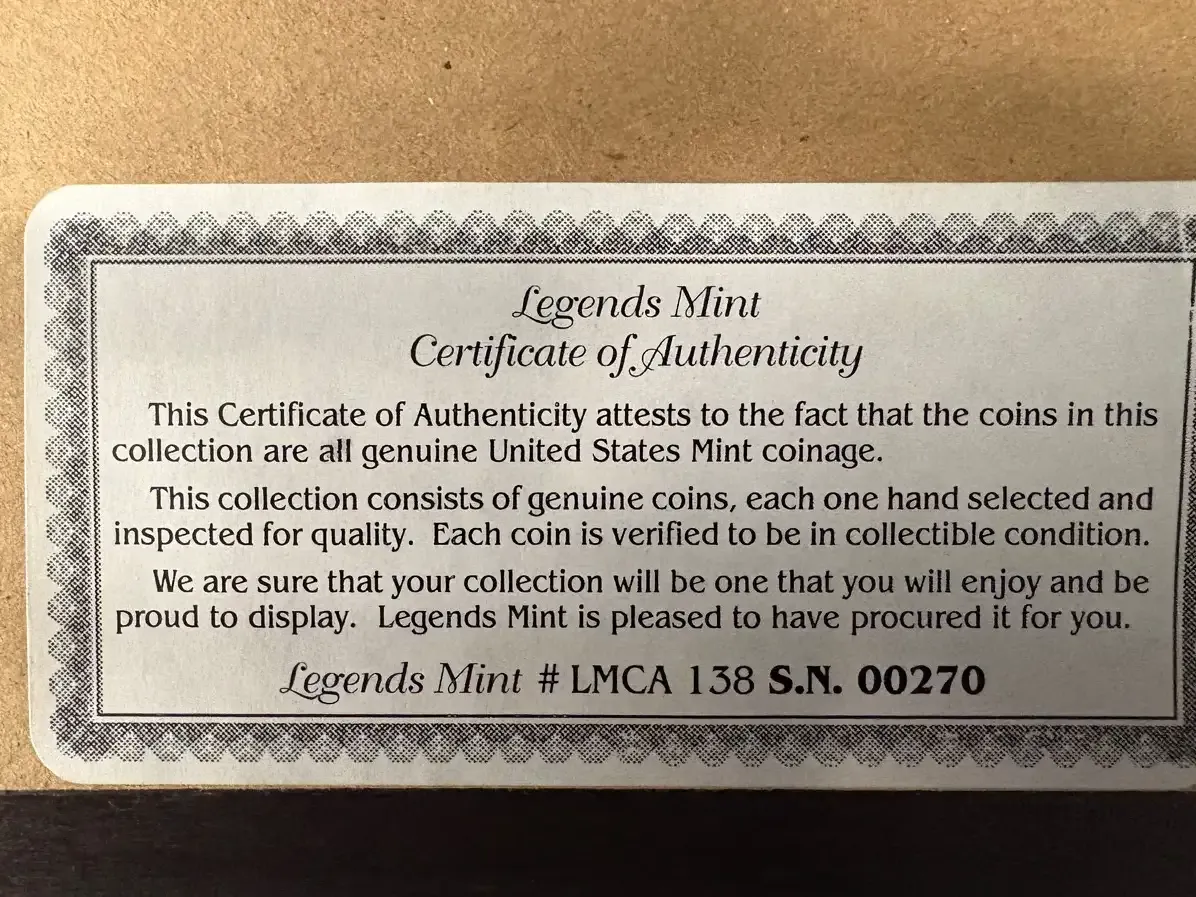 Legends Mint
Certificate of Authenticity
This Certificate of Authenticity attests to the fact that the coins in this
collection are all genuine United States Mint coinage.
This collection consists of genuine coins, each one hand selected and
inspected for quality. Each coin is verified to be in collectible condition.
We are sure that your collection will be one that you will enjoy and be
proud to display. Legends Mint is pleased to have procured it for you.
Legends Mint # LMCA 138 S.N. 00270